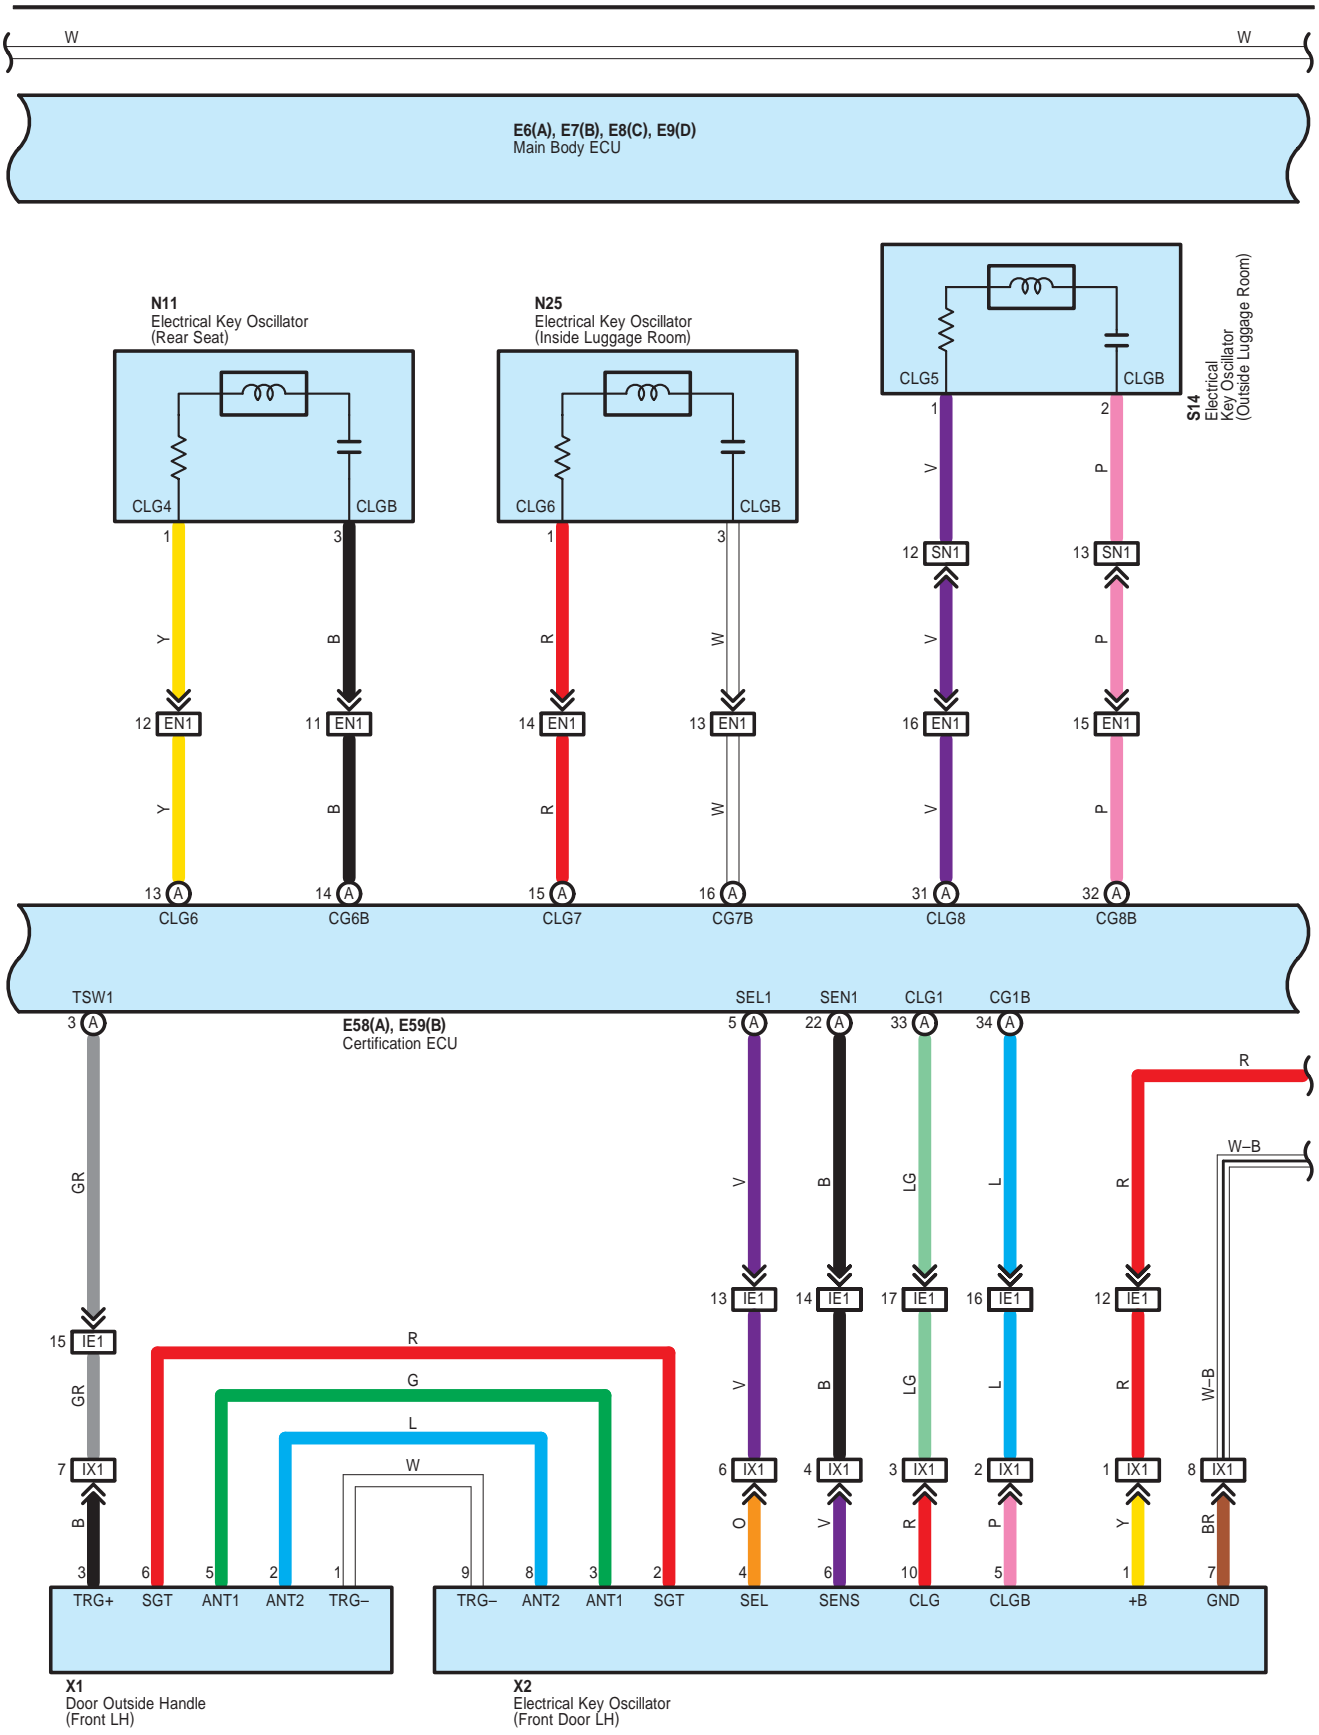 W W
E6(A), E7(B), E8(C), E9(D)
Main Body ECU
N11
Electrical Key Oscillator
(Rear Seat)
N25
Electrical Key Oscillator
(Inside Luggage Room)
S14
Electrical
Key Oscillator
(Outside Luggage Room)
CLG5 CLGB
1 2
V P
CLG4 CLGB CLG6 CLGB
1 3 1 3
12 SN1 13 SN1
Y B R W V P
12 EN1 11 EN1 14 EN1 13 EN1 16 EN1 15 EN1
Y B R W V P
13 A 14 A 15 A 16 A 31 A 32 A
CLG6 CG6B CLG7 CG7B CLG8 CG8B
TSW1 SEL1 SEN1 CLG1 CG1B
3 A 5 A 22 A 33 A 34 A
E58(A), E59(B)
Certification ECU
R
W–B
GR V B LG L R
13 IE1 14 IE1 17 IE1 16 IE1 12 IE1
15 IE1
R
GR V B LG L R W–B
G
L
W
7 IX1 6 IX1 4 IX1 3 IX1 2 IX1 1 IX1 8 IX1
B O V R P Y BR
3 6 5 2 1 9 8 3 2 4 6 10 5 1 7
TRG+ SGT ANT1 ANT2 TRG– TRG– ANT2 ANT1 SGT SEL SENS CLG CLGB +B GND
X1
Door Outside Handle
(Front LH)
X2
Electrical Key Oscillator
(Front Door LH)